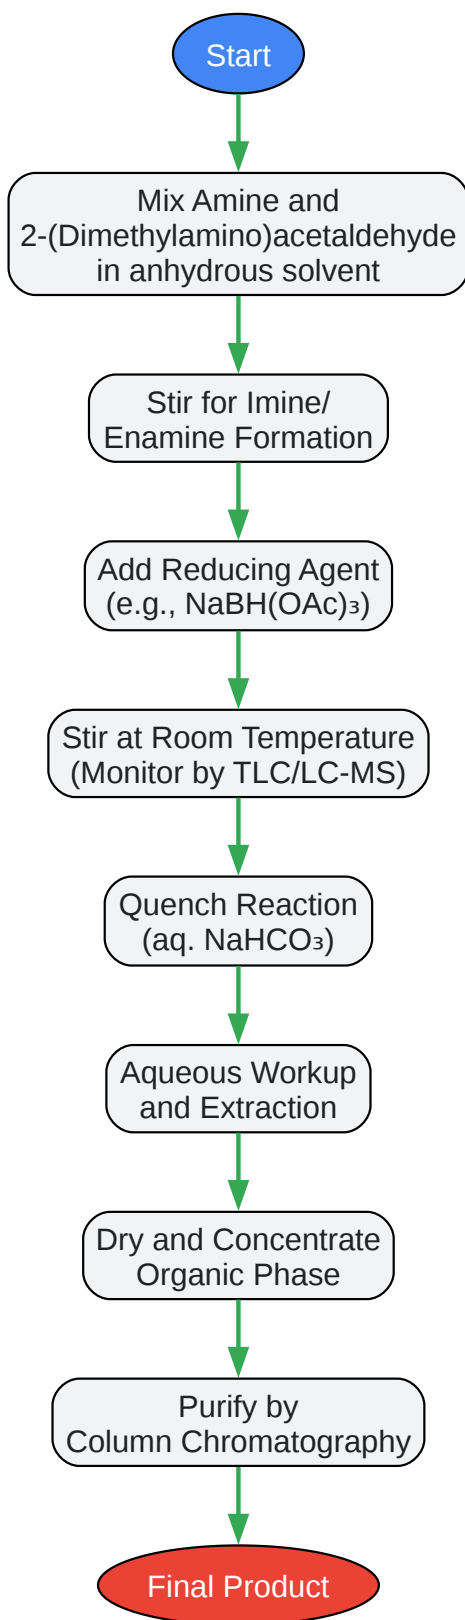 Start
Mix Amine and
2-(Dimethylamino)acetaldehyde
in anhydrous solvent
Stir for Imine/
Enamine Formation
Add Reducing Agent
(e.g., NaBH(OAc)₃)
Stir at Room Temperature
(Monitor by TLC/LC-MS)
Quench Reaction
(aq. NaHCO₃)
Aqueous Workup
and Extraction
Dry and Concentrate
Organic Phase
Purify by
Column Chromatography
Final Product